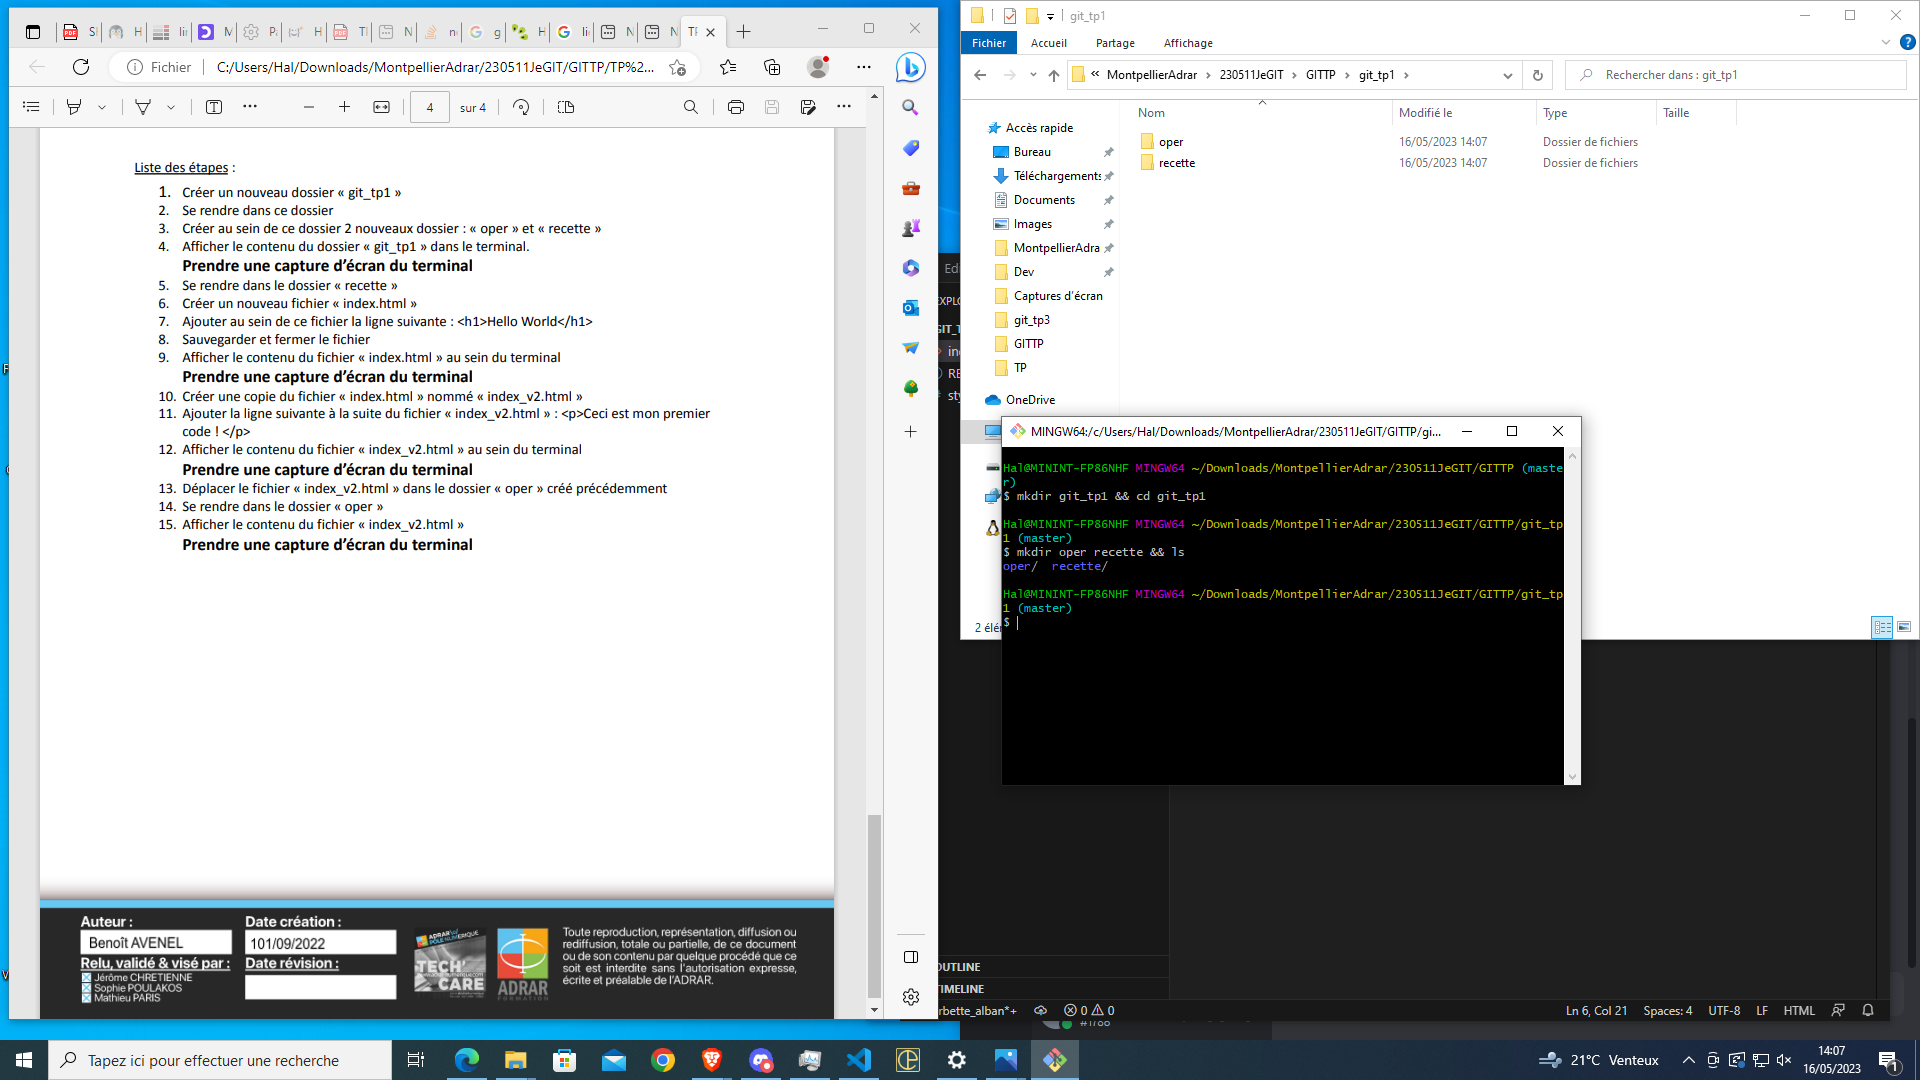 Fichier
C:/Users/Hal/Downloads/MontpellierAdrar/230511JeGIT/GITTP/TP%2...
4
sur 4
Liste des étapes :
1. Créer un nouveau dossier « git_tp1 »
2. Se rendre dans ce dossier
3. Créer au sein de ce dossier 2 nouveaux dossier : « oper » et « recette »
4. Afficher le contenu du dossier « git_tp1 » dans le terminal.
Prendre une capture d'écran du terminal
5. Se rendre dans le dossier « recette »
6. Créer un nouveau fichier « index.html »
7. Ajouter au sein de ce fichier la ligne suivante : <h1>Hello World</h1>
8. Sauvegarder et fermer le fichier
9. Afficher le contenu du fichier « index.html » au sein du terminal
Prendre une capture d'écran du terminal
10. Créer une copie du fichier « index.html » nommé « index_v2.html »
11. Ajouter la ligne suivante à la suite du fichier « index_v2.html » : <p>Ceci est mon premier
code ! </p>
12. Afficher le contenu du fichier « index_v2.html » au sein du terminal
Prendre une capture d'écran du terminal
13. Déplacer le fichier « index_v2.html » dans le dossier « oper » créé précédemment
14. Se rendre dans le dossier « oper »
15. Afficher le contenu du fichier « index_v2.html »
Prendre une capture d'écran du terminal
Auteur :
Benoît AVENEL
Relu, validé & visé par :
Jérôme CHRETIENNE
Sophie POULAKOS
Mathieu PARIS
Date création :
101/09/2022
Date révision :
TECH'
CARE
ADRAR
FORMATION
Toute reproduction, représentation, diffusion ou
rediffusion, totale ou partielle, de ce document
ou de son contenu par quelque procédé que ce
soit est interdite sans l'autorisation expresse,
écrite et préalable de l'ADRAR.
git_tp1
Fichier
Accueil
Partage
Affichage
« MontpellierAdrar › 230511JeGIT › GITTP › git_tp1 ›
Rechercher dans : git_tp1
Nom
Modifié le
Type
Taille
oper
16/05/2023 14:07
Dossier de fichiers
recette
16/05/2023 14:07
Dossier de fichiers
Accès rapide
Bureau
Téléchargements
Documents
Images
MontpellierAdra
Dev
Captures d'écran
git_tp3
GITTP
TP
OneDrive
2 élé
MINGW64:/c/Users/Hal/Downloads/MontpellierAdrar/230511JeGIT/GITTP/gi...
Hal@MININT-FP86NHF MINGW64 ~/Downloads/MontpellierAdrar/230511JeGIT/GITTP (maste
r)
$ mkdir git_tp1 && cd git_tp1
Hal@MININT-FP86NHF MINGW64 ~/Downloads/MontpellierAdrar/230511JeGIT/GITTP/git_tp
1 (master)
$ mkdir oper recette && ls
oper/ recette/
Hal@MININT-FP86NHF MINGW64 ~/Downloads/MontpellierAdrar/230511JeGIT/GITTP/git_tp
1 (master)
$
Edi
EXPLO
GIT_T
in
RE
sty
OUTLINE
TIMELINE
rbette_alban*+
0
0
Ln 6, Col 21
Spaces: 4
UTF-8
LF
HTML
#1788
Tapez ici pour effectuer une recherche
21°C Venteux
14:07
16/05/2023
1